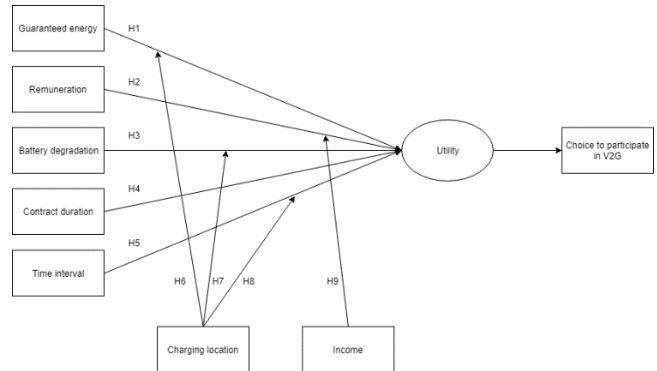 Guaranteed energy
H1
Remuneration
H2
Battery degradation
H3
Utility
Choice to participate
in V2G
Contract duration
H4
Time interval
H5
H6
H7
H8
H9
Charging location
Income